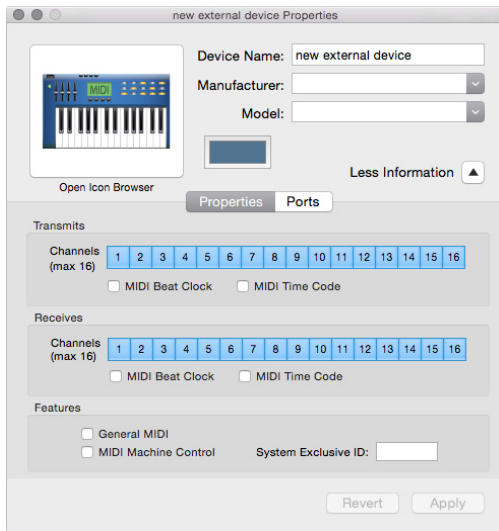 new external device Properties
Device Name: new external device
Manufacturer:
Model:
MIDI
Open Icon Browser
Less Information
Properties Ports
Transmits
Channels 1 2 3 4 5 6 7 8 9 10 11 12 13 14 15 16
(max 16)
MIDI Beat Clock MIDI Time Code
Receives
Channels 1 2 3 4 5 6 7 8 9 10 11 12 13 14 15 16
(max 16)
MIDI Beat Clock MIDI Time Code
Features
General MIDI
MIDI Machine Control System Exclusive ID:
Revert Apply